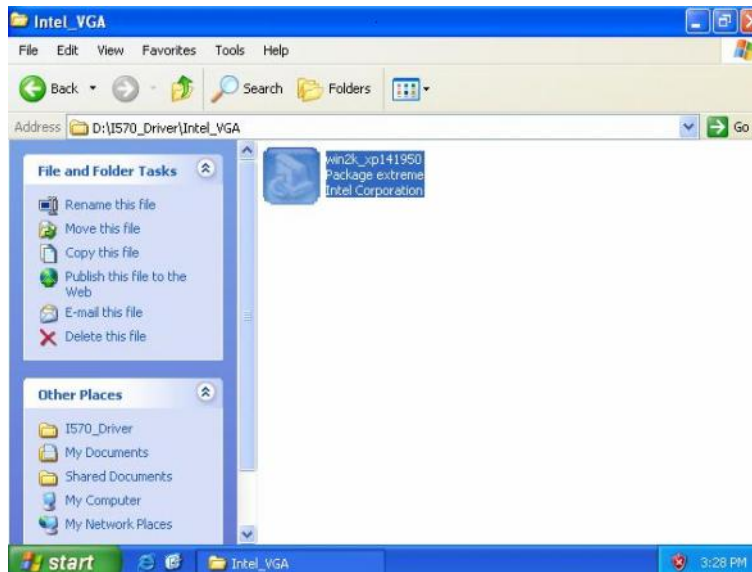 Intel_VGA
File Edit View Favorites Tools Help
Back Search Folders
Address D:\I570_Driver\Intel_VGA Go
File and Folder Tasks
Rename this file
Move this file
Copy this file
Publish this file to the
Web
E-mail this file
Delete this file
Other Places
I570_Driver
My Documents
Shared Documents
My Computer
My Network Places
win2k_xp141950
Package extreme
Intel Corporation
start Intel_VGA 3:28 PM